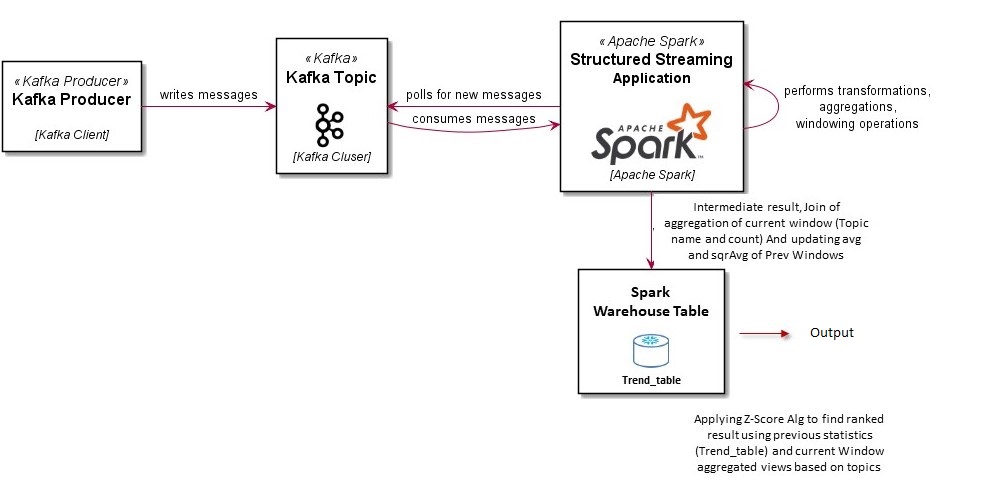 «Kafka Producer»
Kafka Producer
[Kafka Client]
writes messages
«Kafka»
Kafka Topic
[Kafka Cluser]
polls for new messages
consumes messages
«Apache Spark»
Structured Streaming
Application
APACHE
Spark
TM
[Apache Spark]
performs transformations,
aggregations,
windowing operations
Intermediate result, Join of
aggregation of current window (Topic
name and count) And updating avg
and sqrAvg of Prev Windows
Spark
Warehouse Table
Trend_table
Output
Applying Z-Score Alg to find ranked
result using previous statistics
(Trend_table) and current Window
aggregated views based on topics